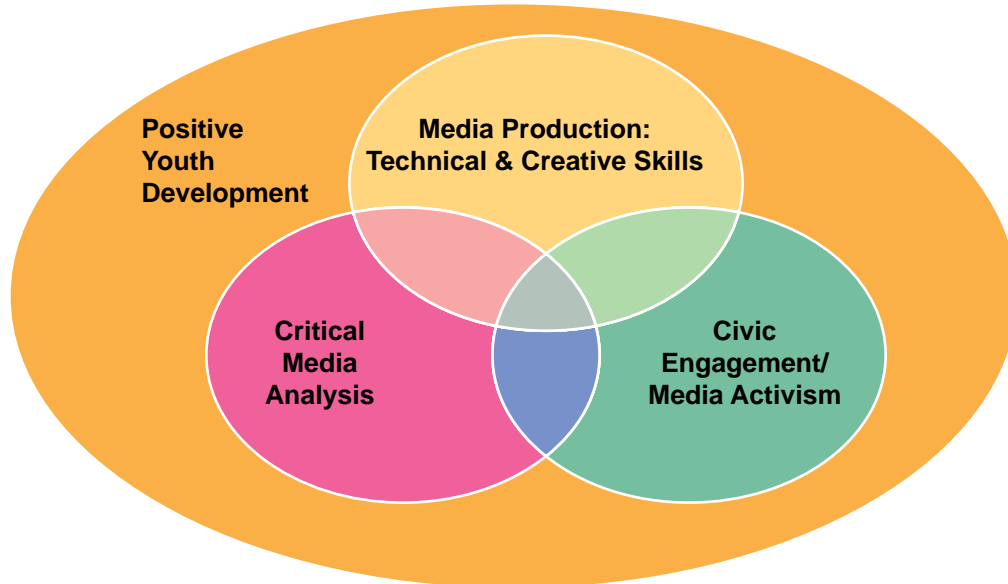 Positive
Youth
Development
Media Production:
Technical & Creative Skills
Critical
Media
Analysis
Civic
Engagement/
Media Activism